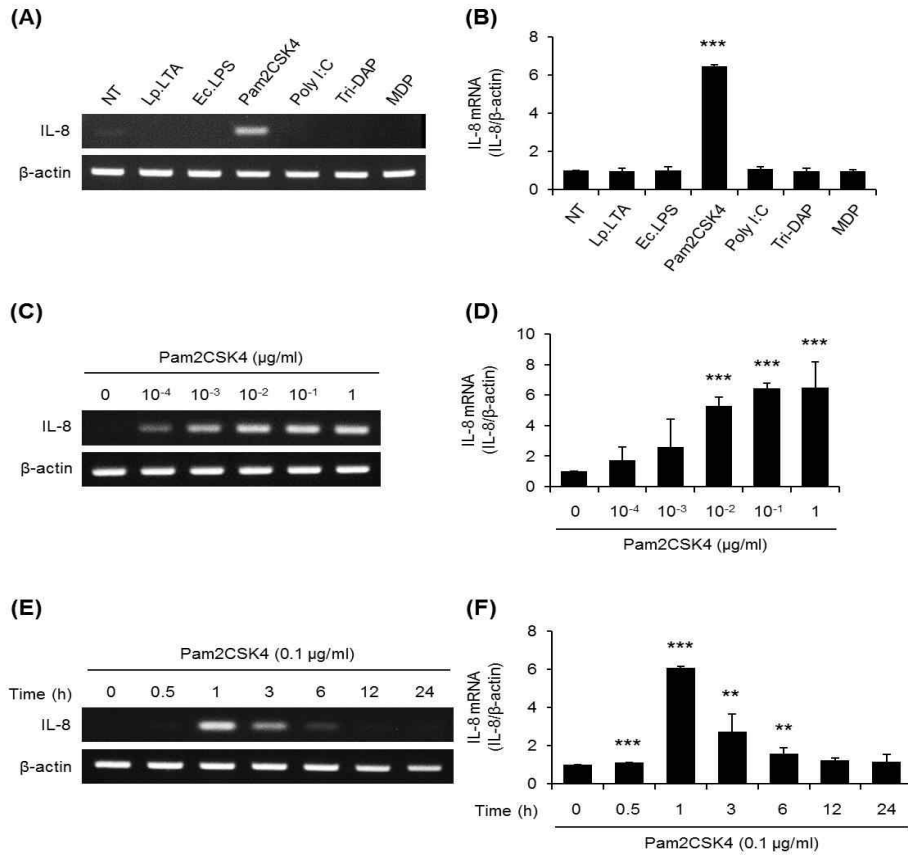 (A)
NT Lp.LTA Ec.LPS Pam2CSK4 Poly I:C Tri-DAP MDP
IL-8
β-actin
(B)
IL-8 mRNA
(IL-8/β-actin)
8
6
4
2
0
***
NT Lp.LTA Ec.LPS Pam2CSK4 Poly I:C Tri-DAP MDP
(C)
Pam2CSK4 (µg/ml)
0 10⁻⁴ 10⁻³ 10⁻² 10⁻¹ 1
IL-8
β-actin
(D)
IL-8 mRNA
(IL-8/β-actin)
10
8
6
4
2
0
*** *** ***
0 10⁻⁴ 10⁻³ 10⁻² 10⁻¹ 1
Pam2CSK4 (µg/ml)
(E)
Pam2CSK4 (0.1 µg/ml)
Time (h) 0 0.5 1 3 6 12 24
IL-8
β-actin
(F)
IL-8 mRNA
(IL-8/β-actin)
8
6
4
2
0
*** *** ** **
Time (h) 0 0.5 1 3 6 12 24
Pam2CSK4 (0.1 µg/ml)